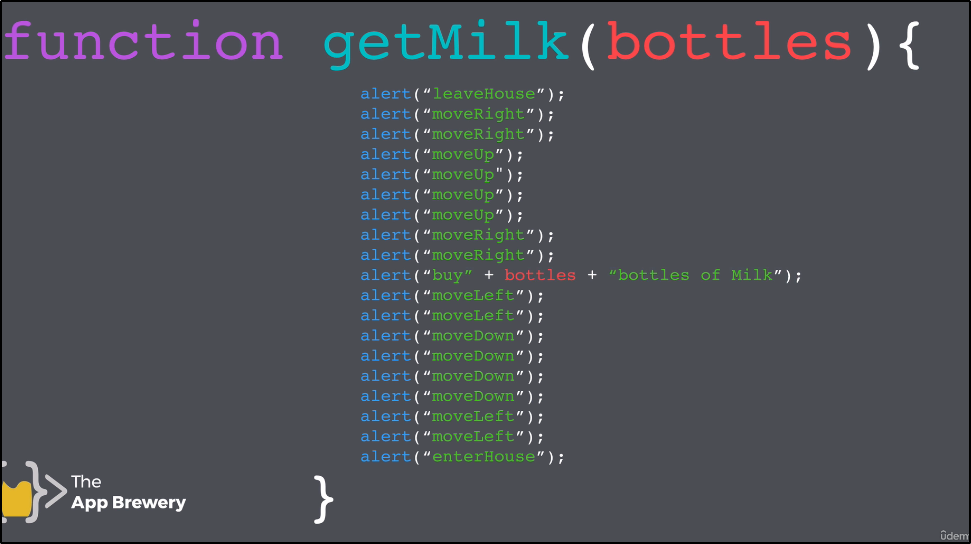 function getMilk(bottles){
alert(“leaveHouse”);
alert(“moveRight”);
alert(“moveRight”);
alert(“moveUp”);
alert(“moveUp");
alert(“moveUp”);
alert(“moveUp”);
alert(“moveRight”);
alert(“moveRight”);
alert(“buy” + bottles + “bottles of Milk”);
alert(“moveLeft”);
alert(“moveLeft”);
alert(“moveDown”);
alert(“moveDown”);
alert(“moveDown”);
alert(“moveDown”);
alert(“moveLeft”);
alert(“moveLeft”);
alert(“enterHouse”);
}
The
App Brewery
ûdem